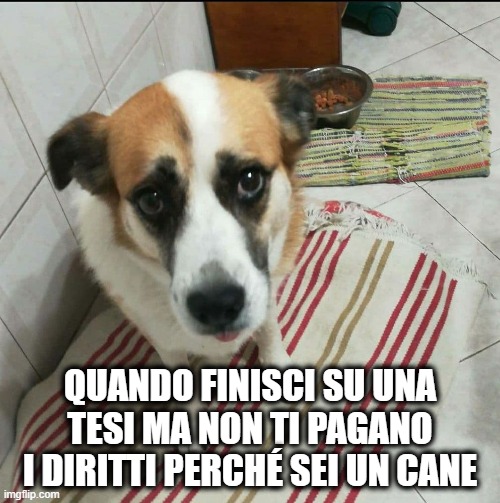 QUANDO FINISCI SU UNA
TESI MA NON TI PAGANO
I DIRITTI PERCHÉ SEI UN CANE
imgflip.com